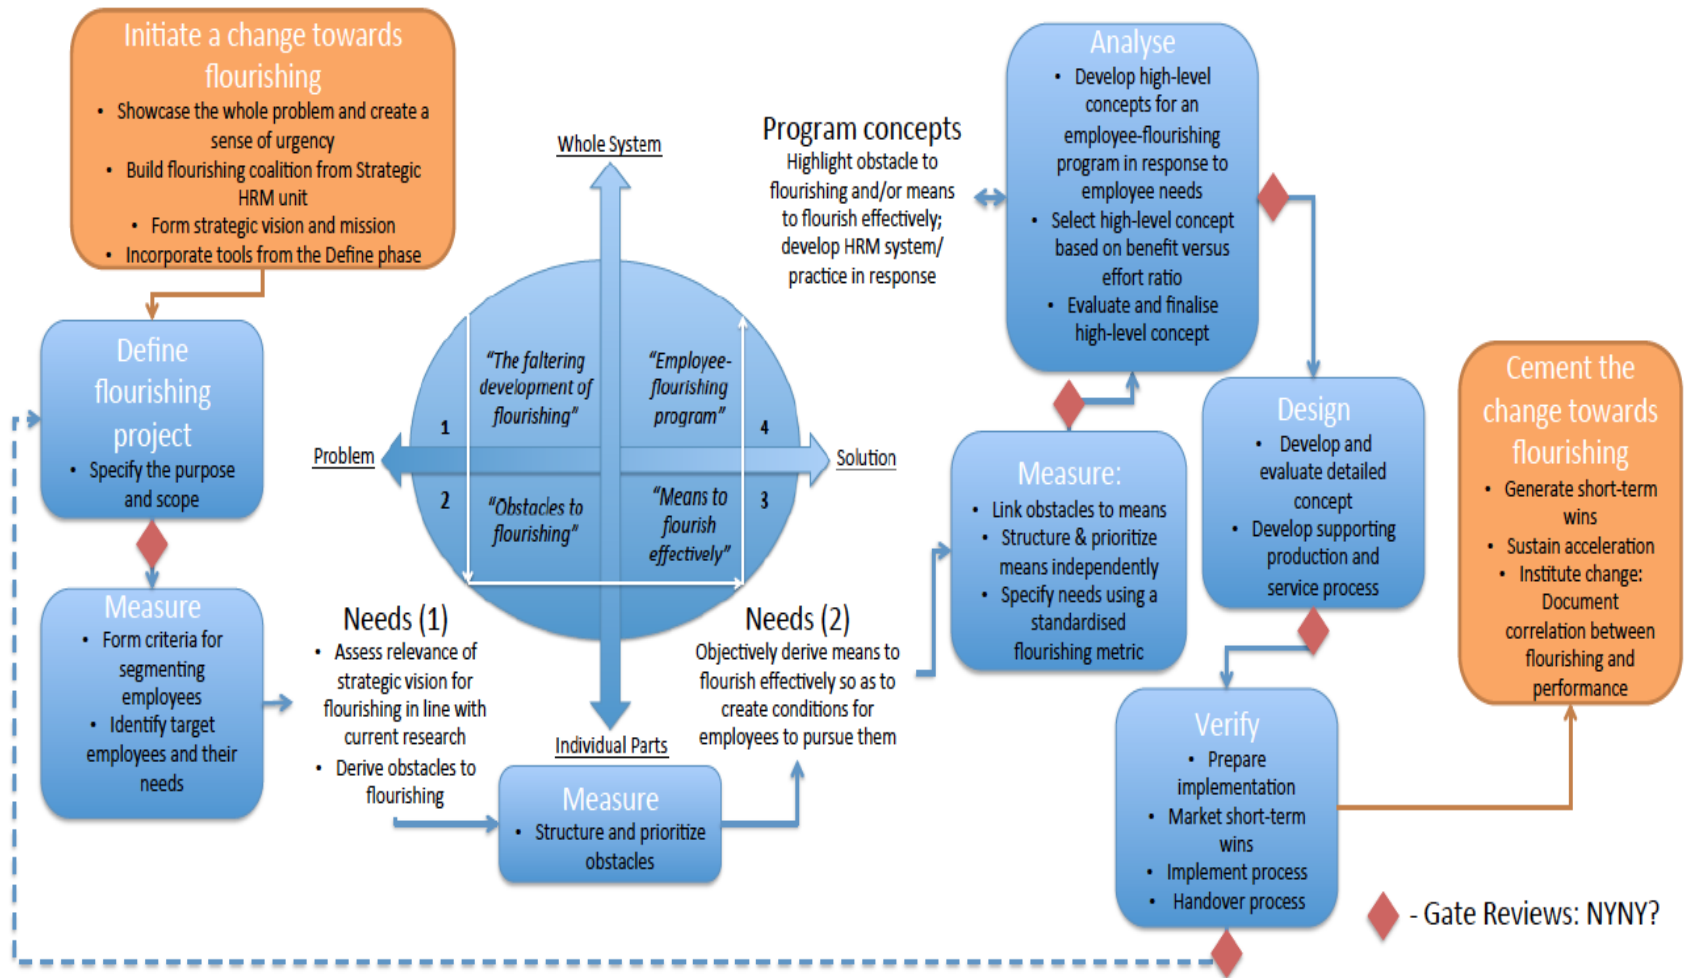 Initiate a change towards
flourishing
• Showcase the whole problem and create a
sense of urgency
• Build flourishing coalition from Strategic
HRM unit
• Form strategic vision and mission
• Incorporate tools from the Define phase
Define
flourishing
project
• Specify the purpose
and scope
Measure
• Form criteria for
segmenting
employees
• Identify target
employees and their
needs
Needs (1)
• Assess relevance of
strategic vision for
flourishing in line with
current research
• Derive obstacles to
flourishing
Whole System
Problem
Solution
Individual Parts
1
"The faltering
development of
flourishing"
2
"Obstacles to
flourishing"
3
"Means to
flourish
effectively"
4
"Employee-
flourishing
program"
Measure
• Structure and prioritize
obstacles
Needs (2)
Objectively derive means to
flourish effectively so as to
create conditions for
employees to pursue them
Measure:
• Link obstacles to means
• Structure & prioritize
means independently
• Specify needs using a
standardised
flourishing metric
Program concepts
Highlight obstacle to
flourishing and/or means
to flourish effectively;
develop HRM system/
practice in response
Analyse
• Develop high-level
concepts for an
employee-flourishing
program in response to
employee needs
• Select high-level concept
based on benefit versus
effort ratio
• Evaluate and finalise
high-level concept
Design
• Develop and
evaluate detailed
concept
• Develop supporting
production and
service process
Verify
• Prepare
implementation
• Market short-term
wins
• Implement process
• Handover process
Cement the
change towards
flourishing
• Generate short-term
wins
• Sustain acceleration
• Institute change:
Document
correlation between
flourishing and
performance
- Gate Reviews: NYNY?